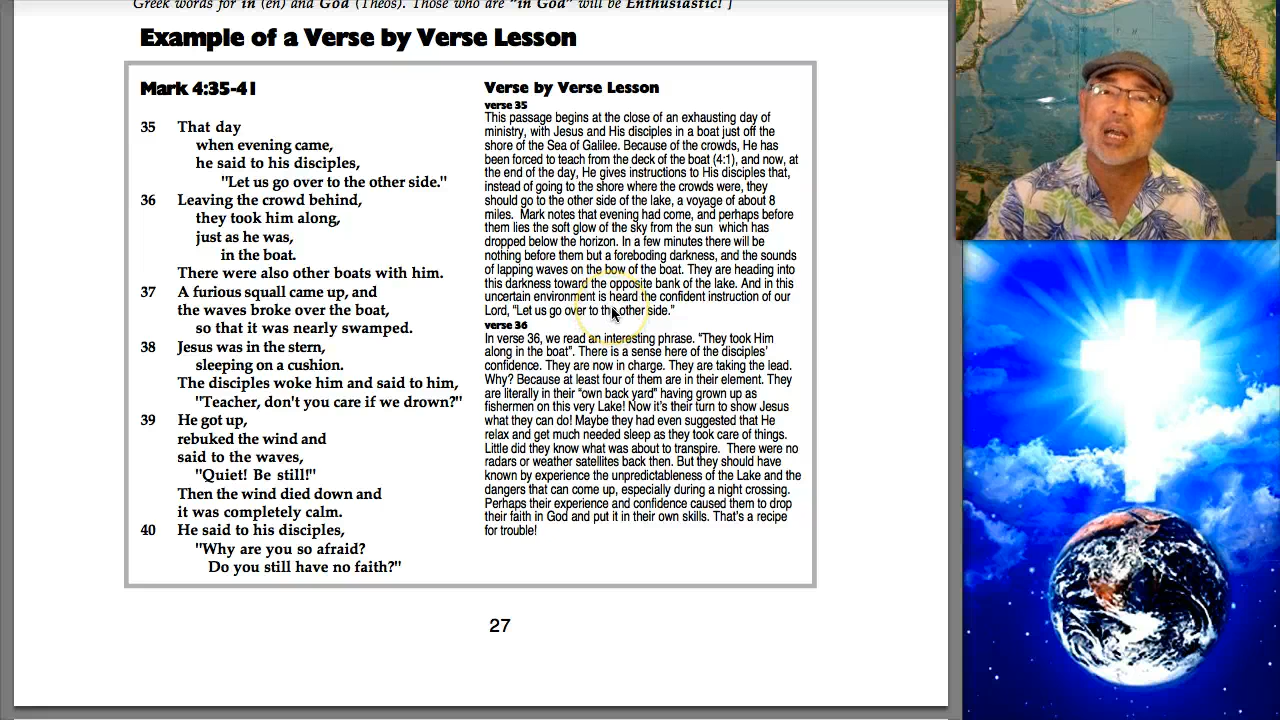 Greek words for in (en) and God (Theos). Those who are "in God" will be Enthusiastic! ]
Example of a Verse by Verse Lesson
Mark 4:35-41
35 That day
when evening came,
he said to his disciples,
"Let us go over to the other side."
36 Leaving the crowd behind,
they took him along,
just as he was,
in the boat.
There were also other boats with him.
37 A furious squall came up, and
the waves broke over the boat,
so that it was nearly swamped.
38 Jesus was in the stern,
sleeping on a cushion.
The disciples woke him and said to him,
"Teacher, don't you care if we drown?"
39 He got up,
rebuked the wind and
said to the waves,
"Quiet! Be still!"
Then the wind died down and
it was completely calm.
40 He said to his disciples,
"Why are you so afraid?
Do you still have no faith?"
Verse by Verse Lesson
verse 35
This passage begins at the close of an exhausting day of
ministry, with Jesus and His disciples in a boat just off the
shore of the Sea of Galilee. Because of the crowds, He has
been forced to teach from the deck of the boat (4:1), and now, at
the end of the day, He gives instructions to His disciples that,
instead of going to the shore where the crowds were, they
should go to the other side of the lake, a voyage of about 8
miles. Mark notes that evening had come, and perhaps before
them lies the soft glow of the sky from the sun which has
dropped below the horizon. In a few minutes there will be
nothing before them but a foreboding darkness, and the sounds
of lapping waves on the bow of the boat. They are heading into
this darkness toward the opposite bank of the lake. And in this
uncertain environment is heard the confident instruction of our
Lord, "Let us go over to the other side."
verse 36
In verse 36, we read an interesting phrase. "They took Him
along in the boat". There is a sense here of the disciples'
confidence. They are now in charge. They are taking the lead.
Why? Because at least four of them are in their element. They
are literally in their "own back yard" having grown up as
fishermen on this very Lake! Now it's their turn to show Jesus
what they can do! Maybe they had even suggested that He
relax and get much needed sleep as they took care of things.
Little did they know what was about to transpire. There were no
radars or weather satellites back then. But they should have
known by experience the unpredictableness of the Lake and the
dangers that can come up, especially during a night crossing.
Perhaps their experience and confidence caused them to drop
their faith in God and put it in their own skills. That's a recipe
for trouble!
27